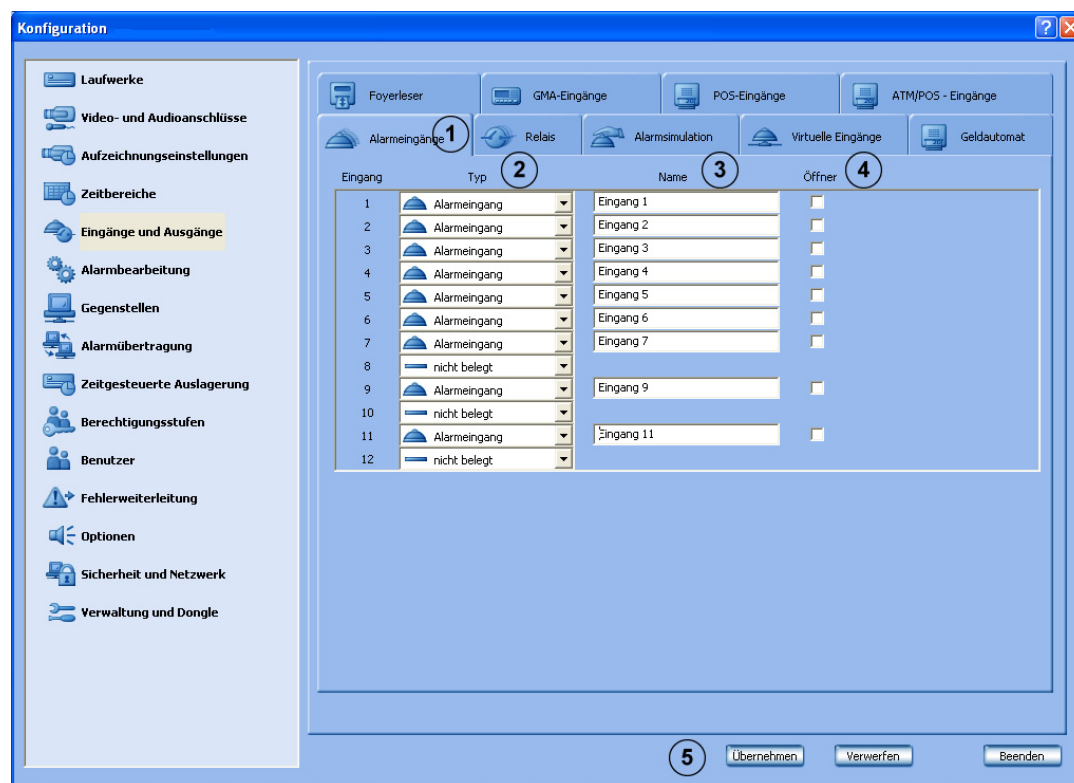 Konfiguration
Laufwerke
Video- und Audioanschlüsse
Aufzeichnungseinstellungen
Zeitbereiche
Eingänge und Ausgänge
Alarmbearbeitung
Gegenstellen
Alarmübertragung
Zeitgesteuerte Auslagerung
Berechtigungsstufen
Benutzer
Fehlerweiterleitung
Optionen
Sicherheit und Netzwerk
Verwaltung und Dongle
Foyerleser GMA-Eingänge POS-Eingänge ATM/POS - Eingänge
Alarmeingänge 1 Relais Alarmsimulation Virtuelle Eingänge Geldautomat
Eingang Typ 2 Name 3 Öffner 4
1 Alarmeingang Eingang 1
2 Alarmeingang Eingang 2
3 Alarmeingang Eingang 3
4 Alarmeingang Eingang 4
5 Alarmeingang Eingang 5
6 Alarmeingang Eingang 6
7 Alarmeingang Eingang 7
8 nicht belegt
9 Alarmeingang Eingang 9
10 nicht belegt
11 Alarmeingang Eingang 11
12 nicht belegt
5 Übernehmen Verwerfen Beenden